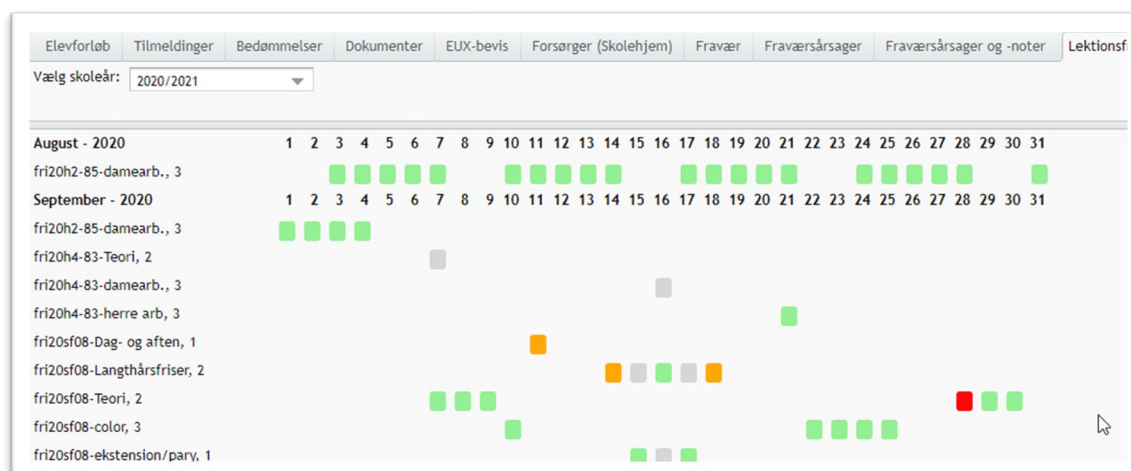 Elevforløb Tilmeldinger Bedømmelser Dokumenter EUX-bevis Forsørger (Skolehjem) Fravær Fraværsårsager Fraværsårsager og -noter Lektionsf
Vælg skoleår: 2020/2021
August - 2020 1 2 3 4 5 6 7 8 9 10 11 12 13 14 15 16 17 18 19 20 21 22 23 24 25 26 27 28 29 30 31
fri20h2-85-damearb., 3
September - 2020 1 2 3 4 5 6 7 8 9 10 11 12 13 14 15 16 17 18 19 20 21 22 23 24 25 26 27 28 29 30 31
fri20h2-85-damearb., 3
fri20h4-83-Teori, 2
fri20h4-83-damearb., 3
fri20h4-83-herre arb, 3
fri20sf08-Dag- og aften, 1
fri20sf08-Langthårsfriser, 2
fri20sf08-Teori, 2
fri20sf08-color, 3
fri20sf08-ekstension/parv, 1